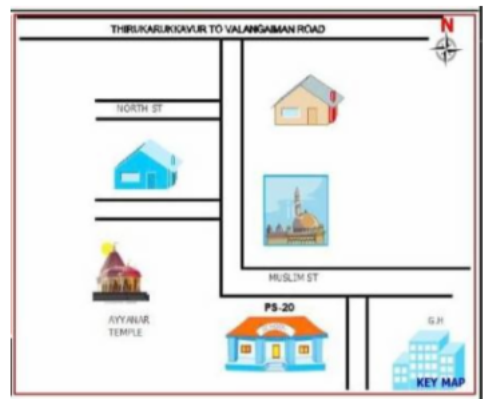 THIRUKARUKKAVUR TO VALANGAIMAN ROAD
N
NORTH ST
MUSLIM ST
PS-20
AYYANAR
TEMPLE
G.H
KEY MAP